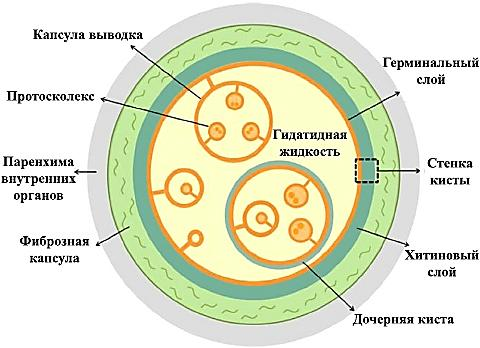 Капсула выводка
Протосколекс
Паренхима
внутренних
органов
Фиброзная
капсула
Гидатидная
жидкость
Герминальный
слой
Стенка
кисты
Хитиновый
слой
Дочерняя киста